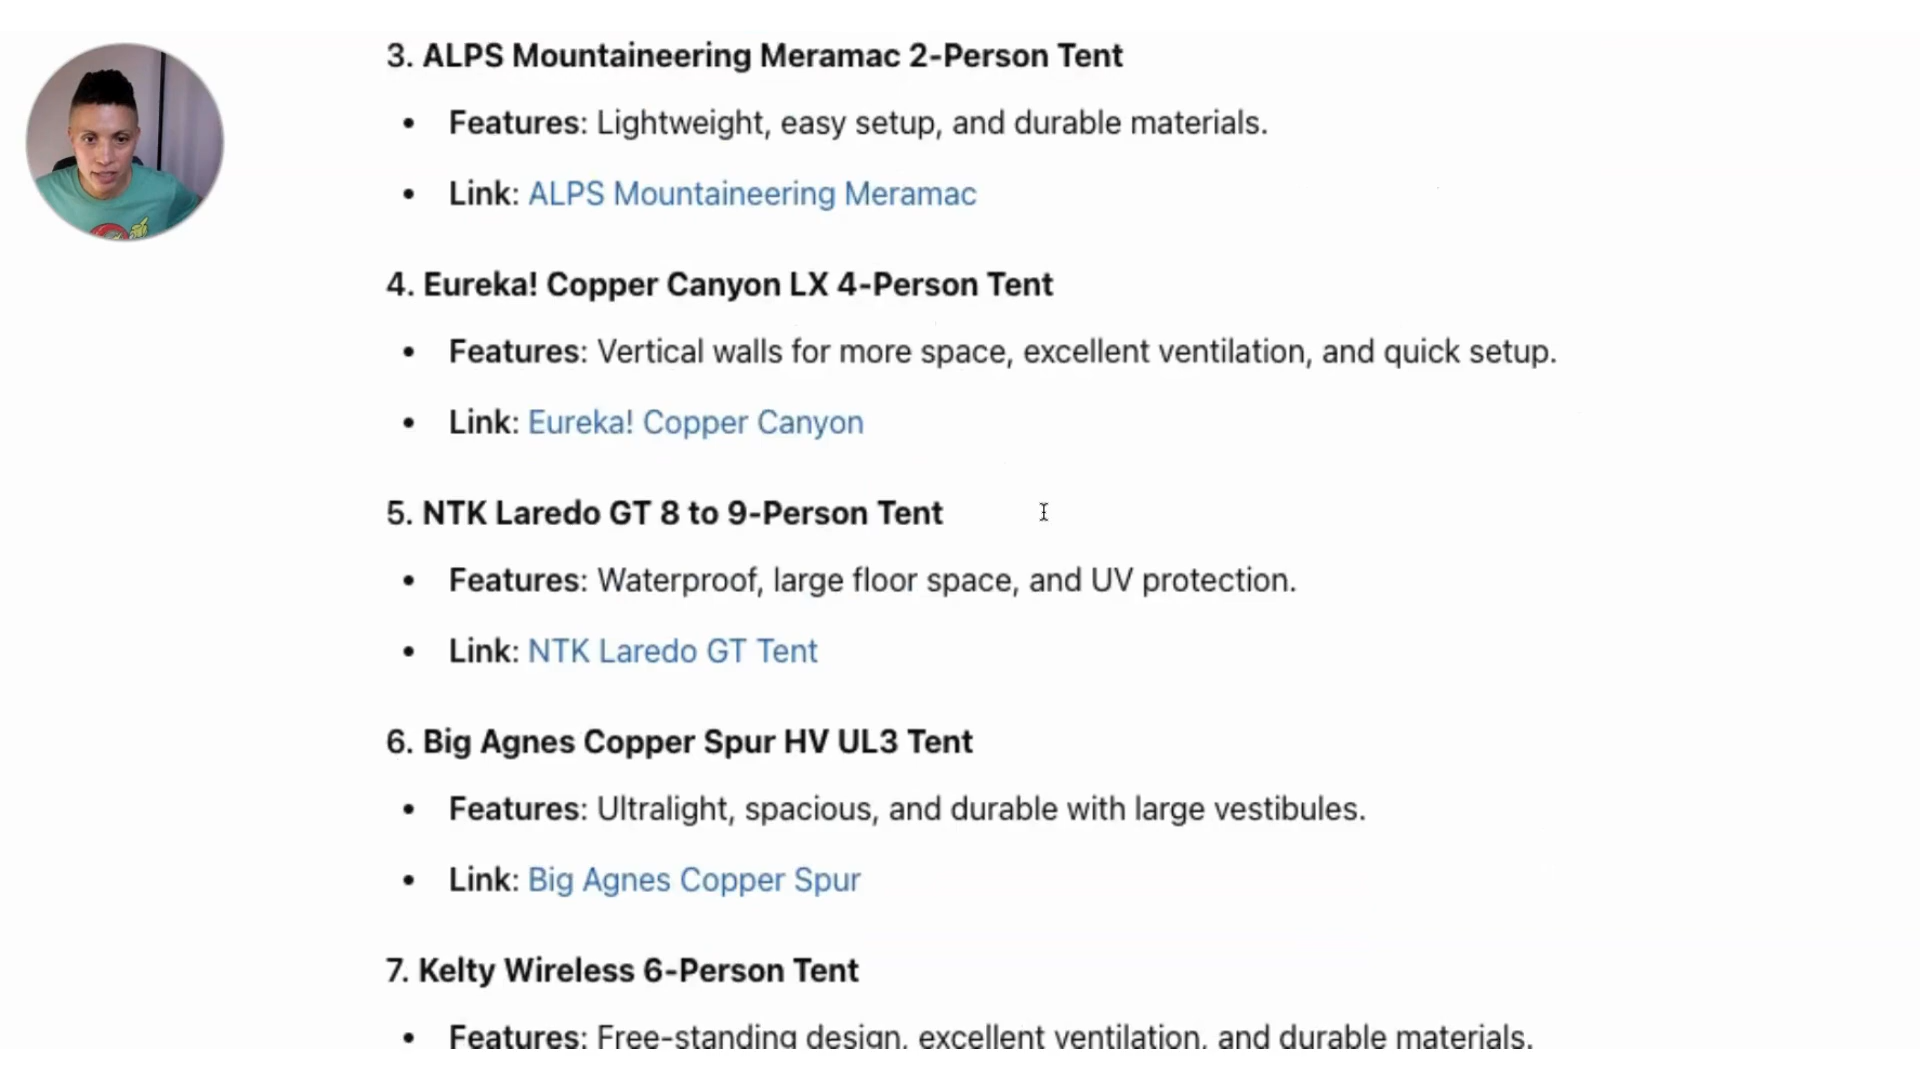 3. ALPS Mountaineering Meramac 2-Person Tent
• Features: Lightweight, easy setup, and durable materials.
• Link: ALPS Mountaineering Meramac
4. Eureka! Copper Canyon LX 4-Person Tent
• Features: Vertical walls for more space, excellent ventilation, and quick setup.
• Link: Eureka! Copper Canyon
5. NTK Laredo GT 8 to 9-Person Tent
• Features: Waterproof, large floor space, and UV protection.
• Link: NTK Laredo GT Tent
6. Big Agnes Copper Spur HV UL3 Tent
• Features: Ultralight, spacious, and durable with large vestibules.
• Link: Big Agnes Copper Spur
7. Kelty Wireless 6-Person Tent
• Features: Free-standing design, excellent ventilation, and durable materials.